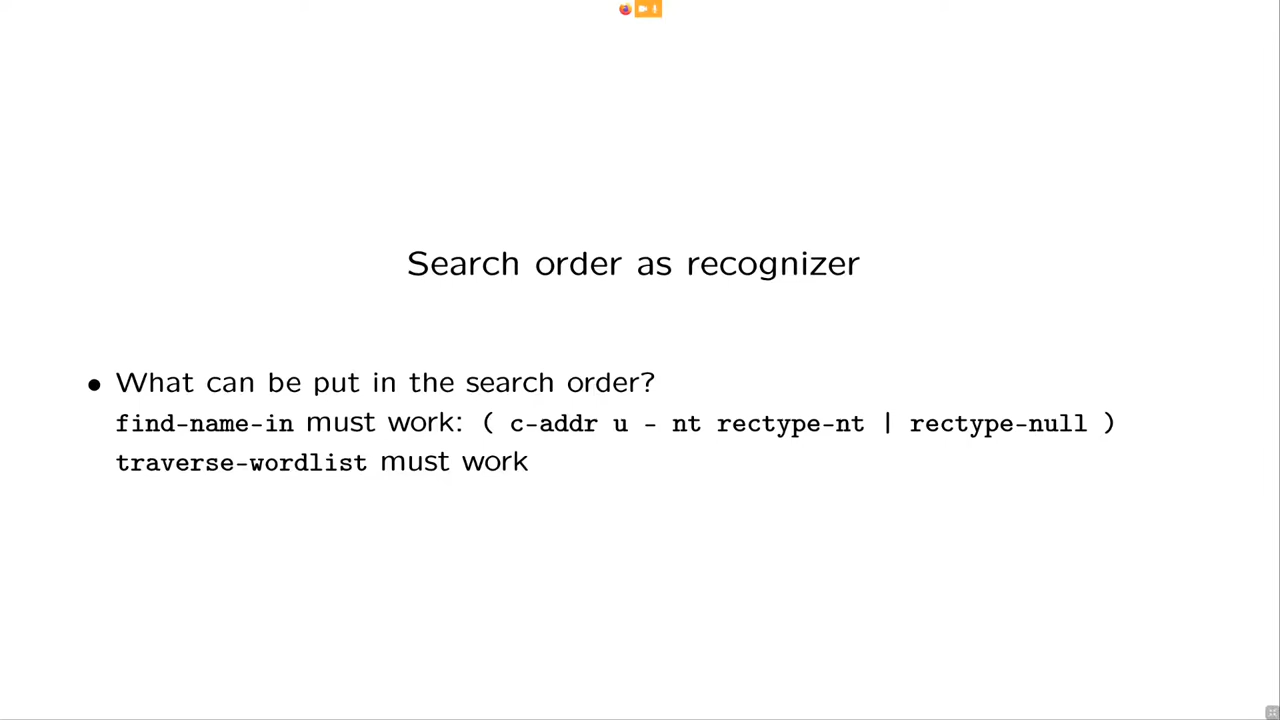 Search order as recognizer
• What can be put in the search order?
find-name-in must work: ( c-addr u - nt rectype-nt | rectype-null )
traverse-wordlist must work